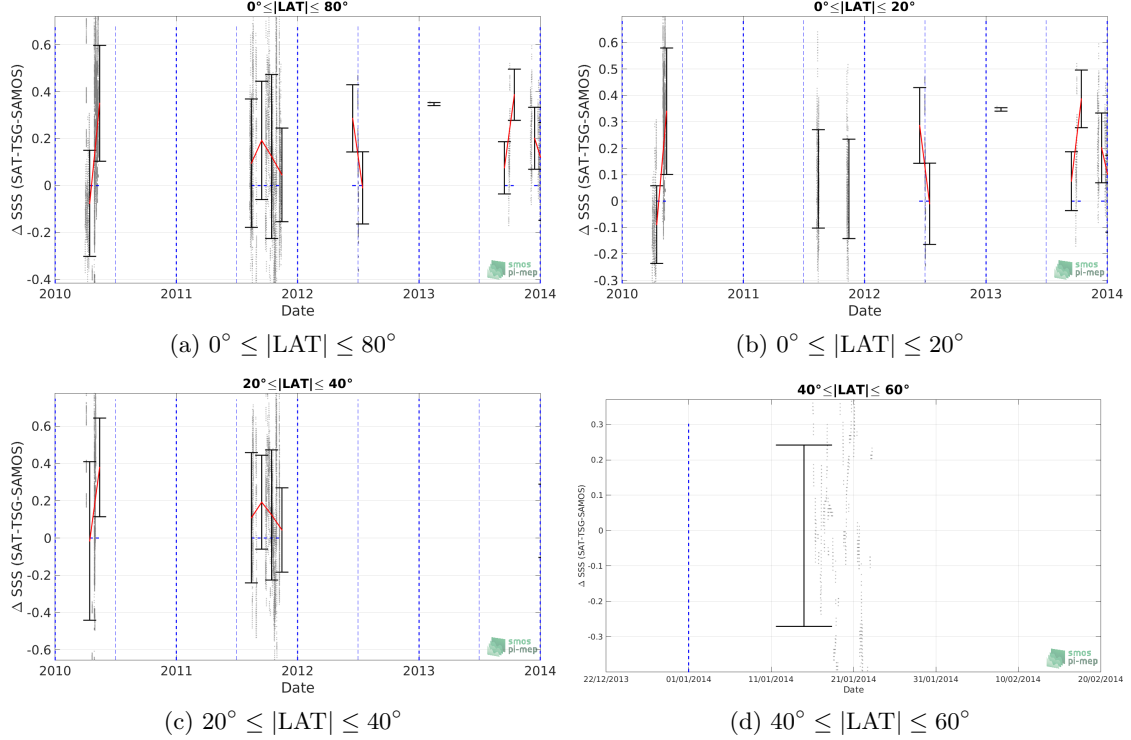 0°≤|LAT|≤ 80°
0.6
0.4
0.2
0
-0.2
-0.4
Δ SSS (SAT-TSG-SAMOS)
2010
2011
2012
2013
2014
Date
smos
pi-mep
(a) 0° ≤ |LAT| ≤ 80°
0°≤|LAT|≤ 20°
0.6
0.5
0.4
0.3
0.2
0.1
0
-0.1
-0.2
-0.3
Δ SSS (SAT-TSG-SAMOS)
2010
2011
2012
2013
2014
Date
smos
pi-mep
(b) 0° ≤ |LAT| ≤ 20°
20°≤|LAT|≤ 40°
0.6
0.4
0.2
0
-0.2
-0.4
-0.6
Δ SSS (SAT-TSG-SAMOS)
2010
2011
2012
2013
2014
Date
smos
pi-mep
(c) 20° ≤ |LAT| ≤ 40°
40°≤|LAT|≤ 60°
0.3
0.2
0.1
0
-0.1
-0.2
-0.3
Δ SSS (SAT-TSG-SAMOS)
22/12/2013
01/01/2014
11/01/2014
21/01/2014
31/01/2014
10/02/2014
20/02/2014
Date
smos
pi-mep
(d) 40° ≤ |LAT| ≤ 60°